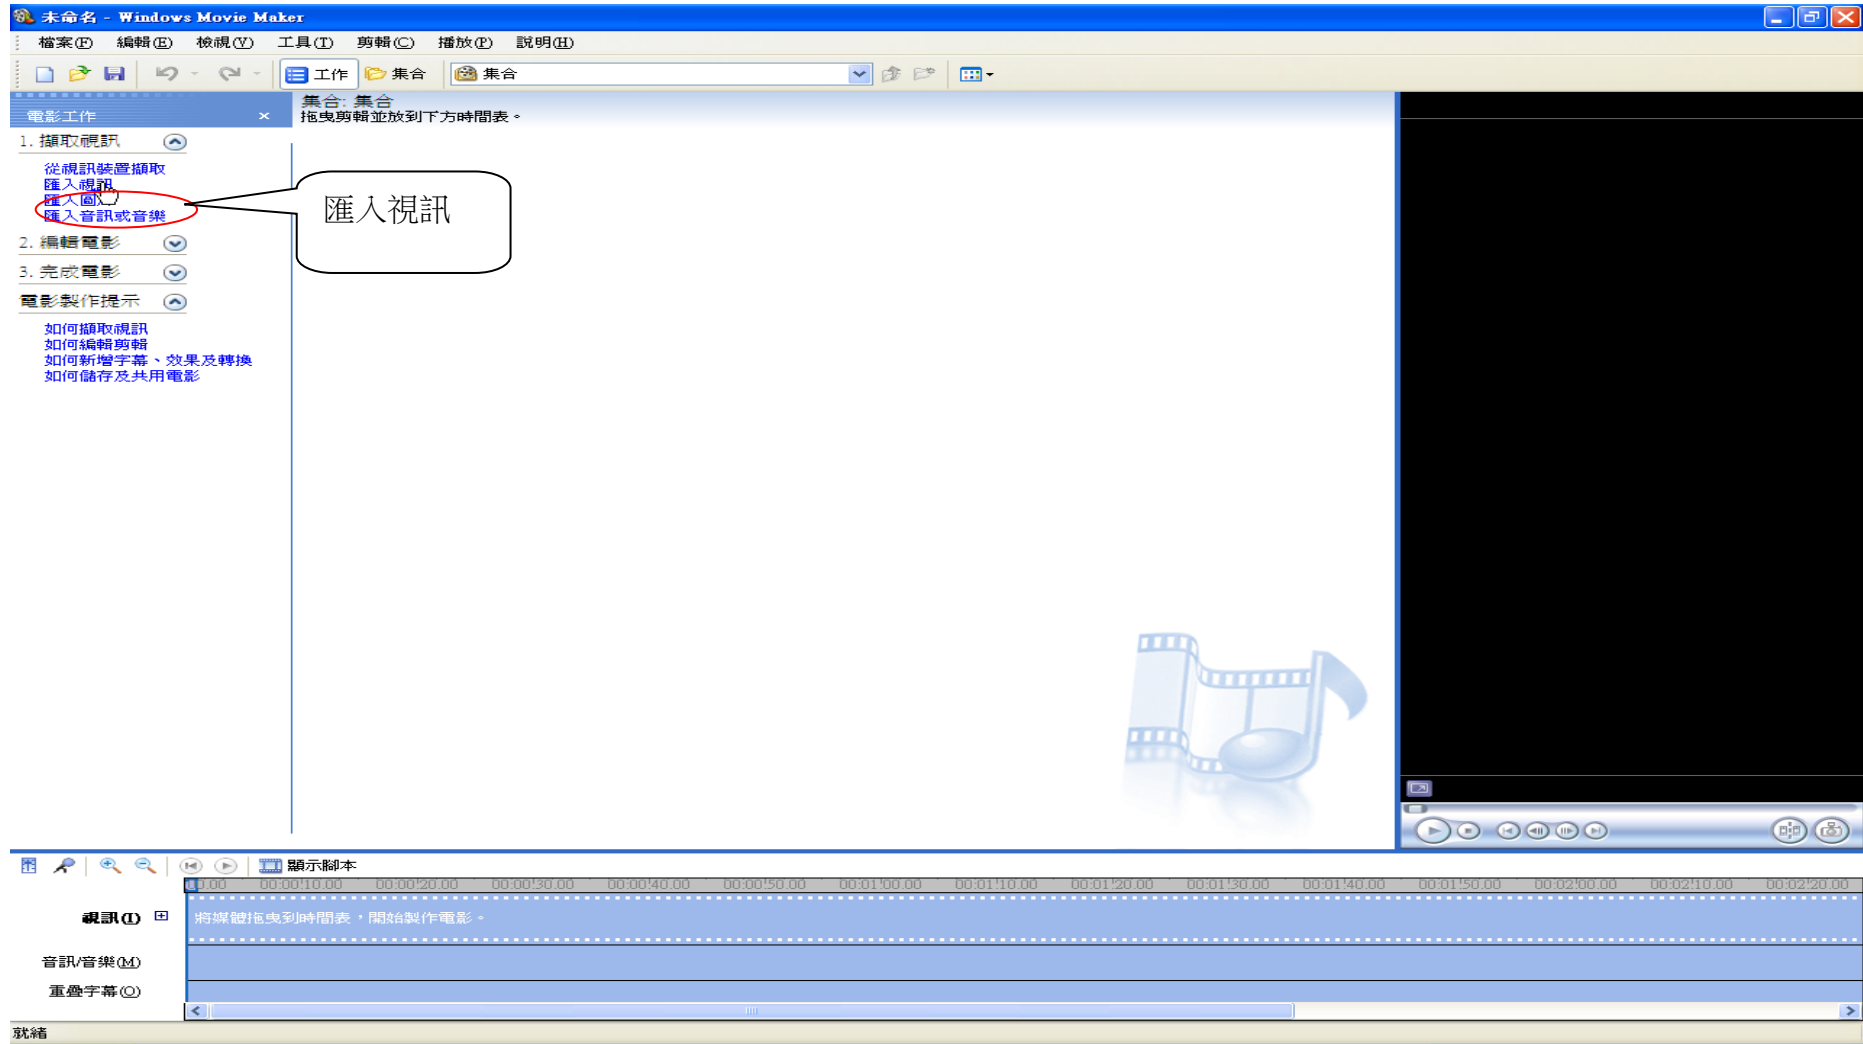 未命名 - Windows Movie Maker
檔案(F) 編輯(E) 檢視(V) 工具(T) 剪輯(C) 播放(P) 說明(H)
工作 集合 集合
電影工作 ×
集合: 集合
拖曳剪輯並放到下方時間表。
1. 擷取視訊
從視訊裝置擷取
匯入視訊
匯入圖
匯入音訊或音樂
匯入視訊
2. 編輯電影
3. 完成電影
電影製作提示
如何擷取視訊
如何編輯剪輯
如何新增字幕、效果及轉換
如何儲存及共用電影
顯示腳本
0.00 00:00:10.00 00:00:20.00 00:00:30.00 00:00:40.00 00:00:50.00 00:01:00.00 00:01:10.00 00:01:20.00 00:01:30.00 00:01:40.00 00:01:50.00 00:02:00.00 00:02:10.00 00:02:20.00
視訊(I) 將媒體拖曳到時間表，開始製作電影。
音訊/音樂(M)
重疊字幕(O)
就緒